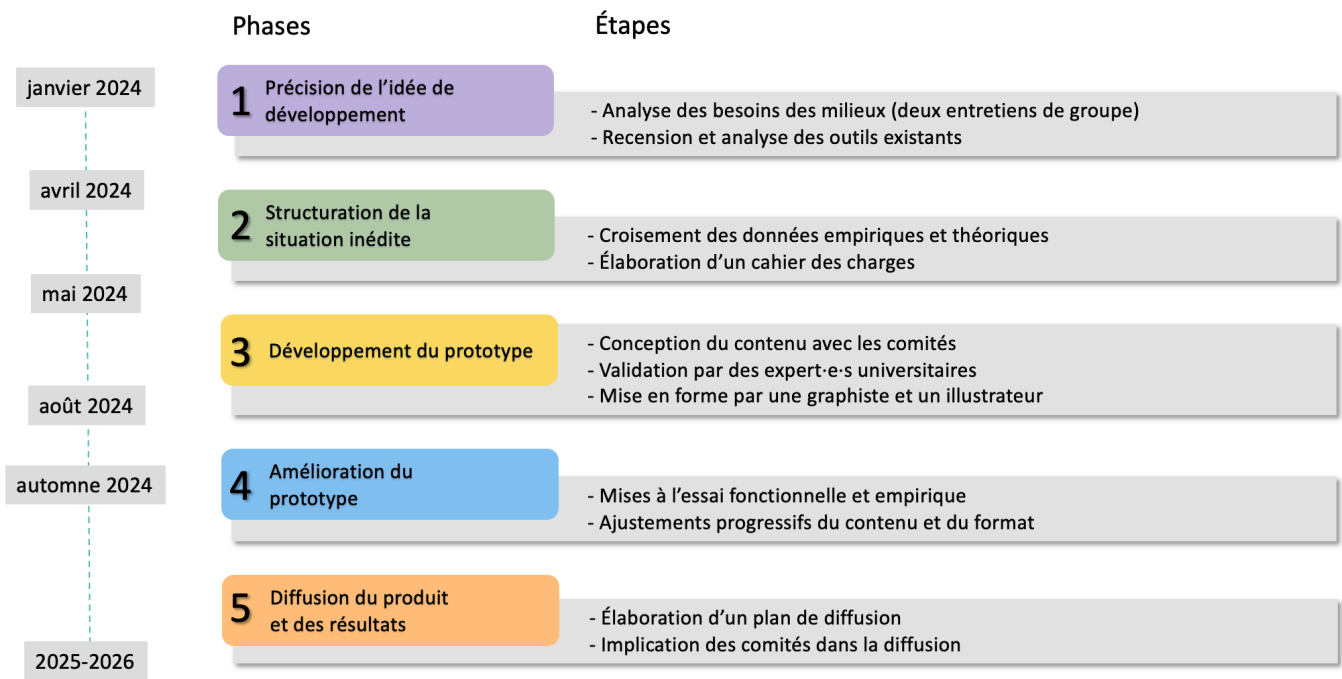 Phases
Étapes
janvier 2024
1
Précision de l’idée de
développement
- Analyse des besoins des milieux (deux entretiens de groupe)
- Recension et analyse des outils existants
avril 2024
2
Structuration de la
situation inédite
- Croisement des données empiriques et théoriques
- Élaboration d’un cahier des charges
mai 2024
3
Développement du prototype
- Conception du contenu avec les comités
- Validation par des expert·e·s universitaires
- Mise en forme par une graphiste et un illustrateur
août 2024
automne 2024
4
Amélioration du
prototype
- Mises à l’essai fonctionnelle et empirique
- Ajustements progressifs du contenu et du format
5
Diffusion du produit
et des résultats
- Élaboration d’un plan de diffusion
- Implication des comités dans la diffusion
2025-2026